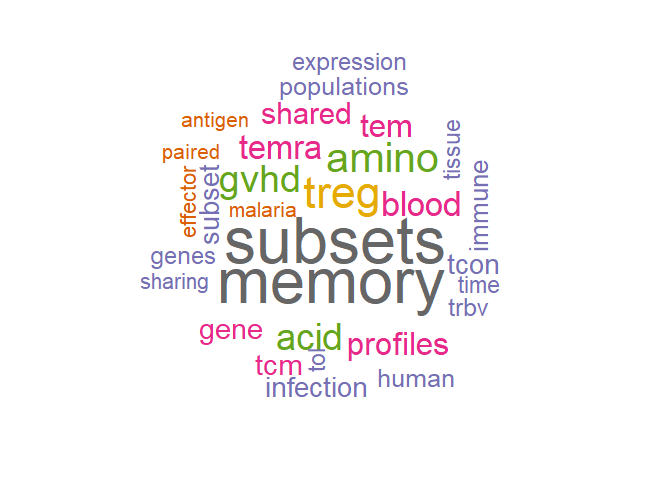 expression
populations
antigen
shared
tem
paired
temra
amino
tissue
effector
subset
gvhd
treg
blood
immune
malaria
subsets
genes
tcon
sharing
memory
time
trbv
gene
acid
profiles
tcm
tol
human
infection